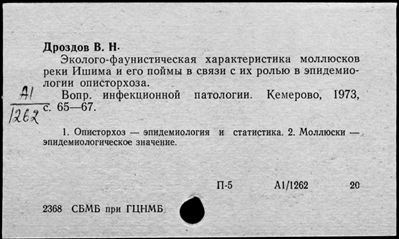 Дроздов В. Н.
Эколого-фаунистическая характеристика моллюсков
реки Ишима и его поймы в связи с их ролью в эпидемио-
логии описторхоза.
А1
1262
Вопр. инфекционной патологии. Кемерово, 1973,
с. 65—67.
1. Описторхоз — эпидемиология и статистика. 2. Моллюски —
эпидемиологическое значение.
П-5 А1/1262 20
2368 СБМБ при ГЦНМБ